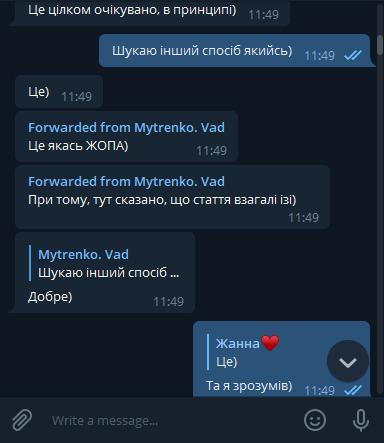 Це цілком очікувано, в принципі)
11:49
Шукаю інший спосіб якийсь)
11:49
Це)
11:49
Forwarded from Mytrenko. Vad
Це якась ЖОПА)
11:49
Forwarded from Mytrenko. Vad
При тому, тут сказано, що стаття взагалі ізі)
11:49
Mytrenko. Vad
Шукаю інший спосіб ...
Добре)
11:49
Жанна❤️
Це)
Та я зрозумів)
11:49
Write a message...